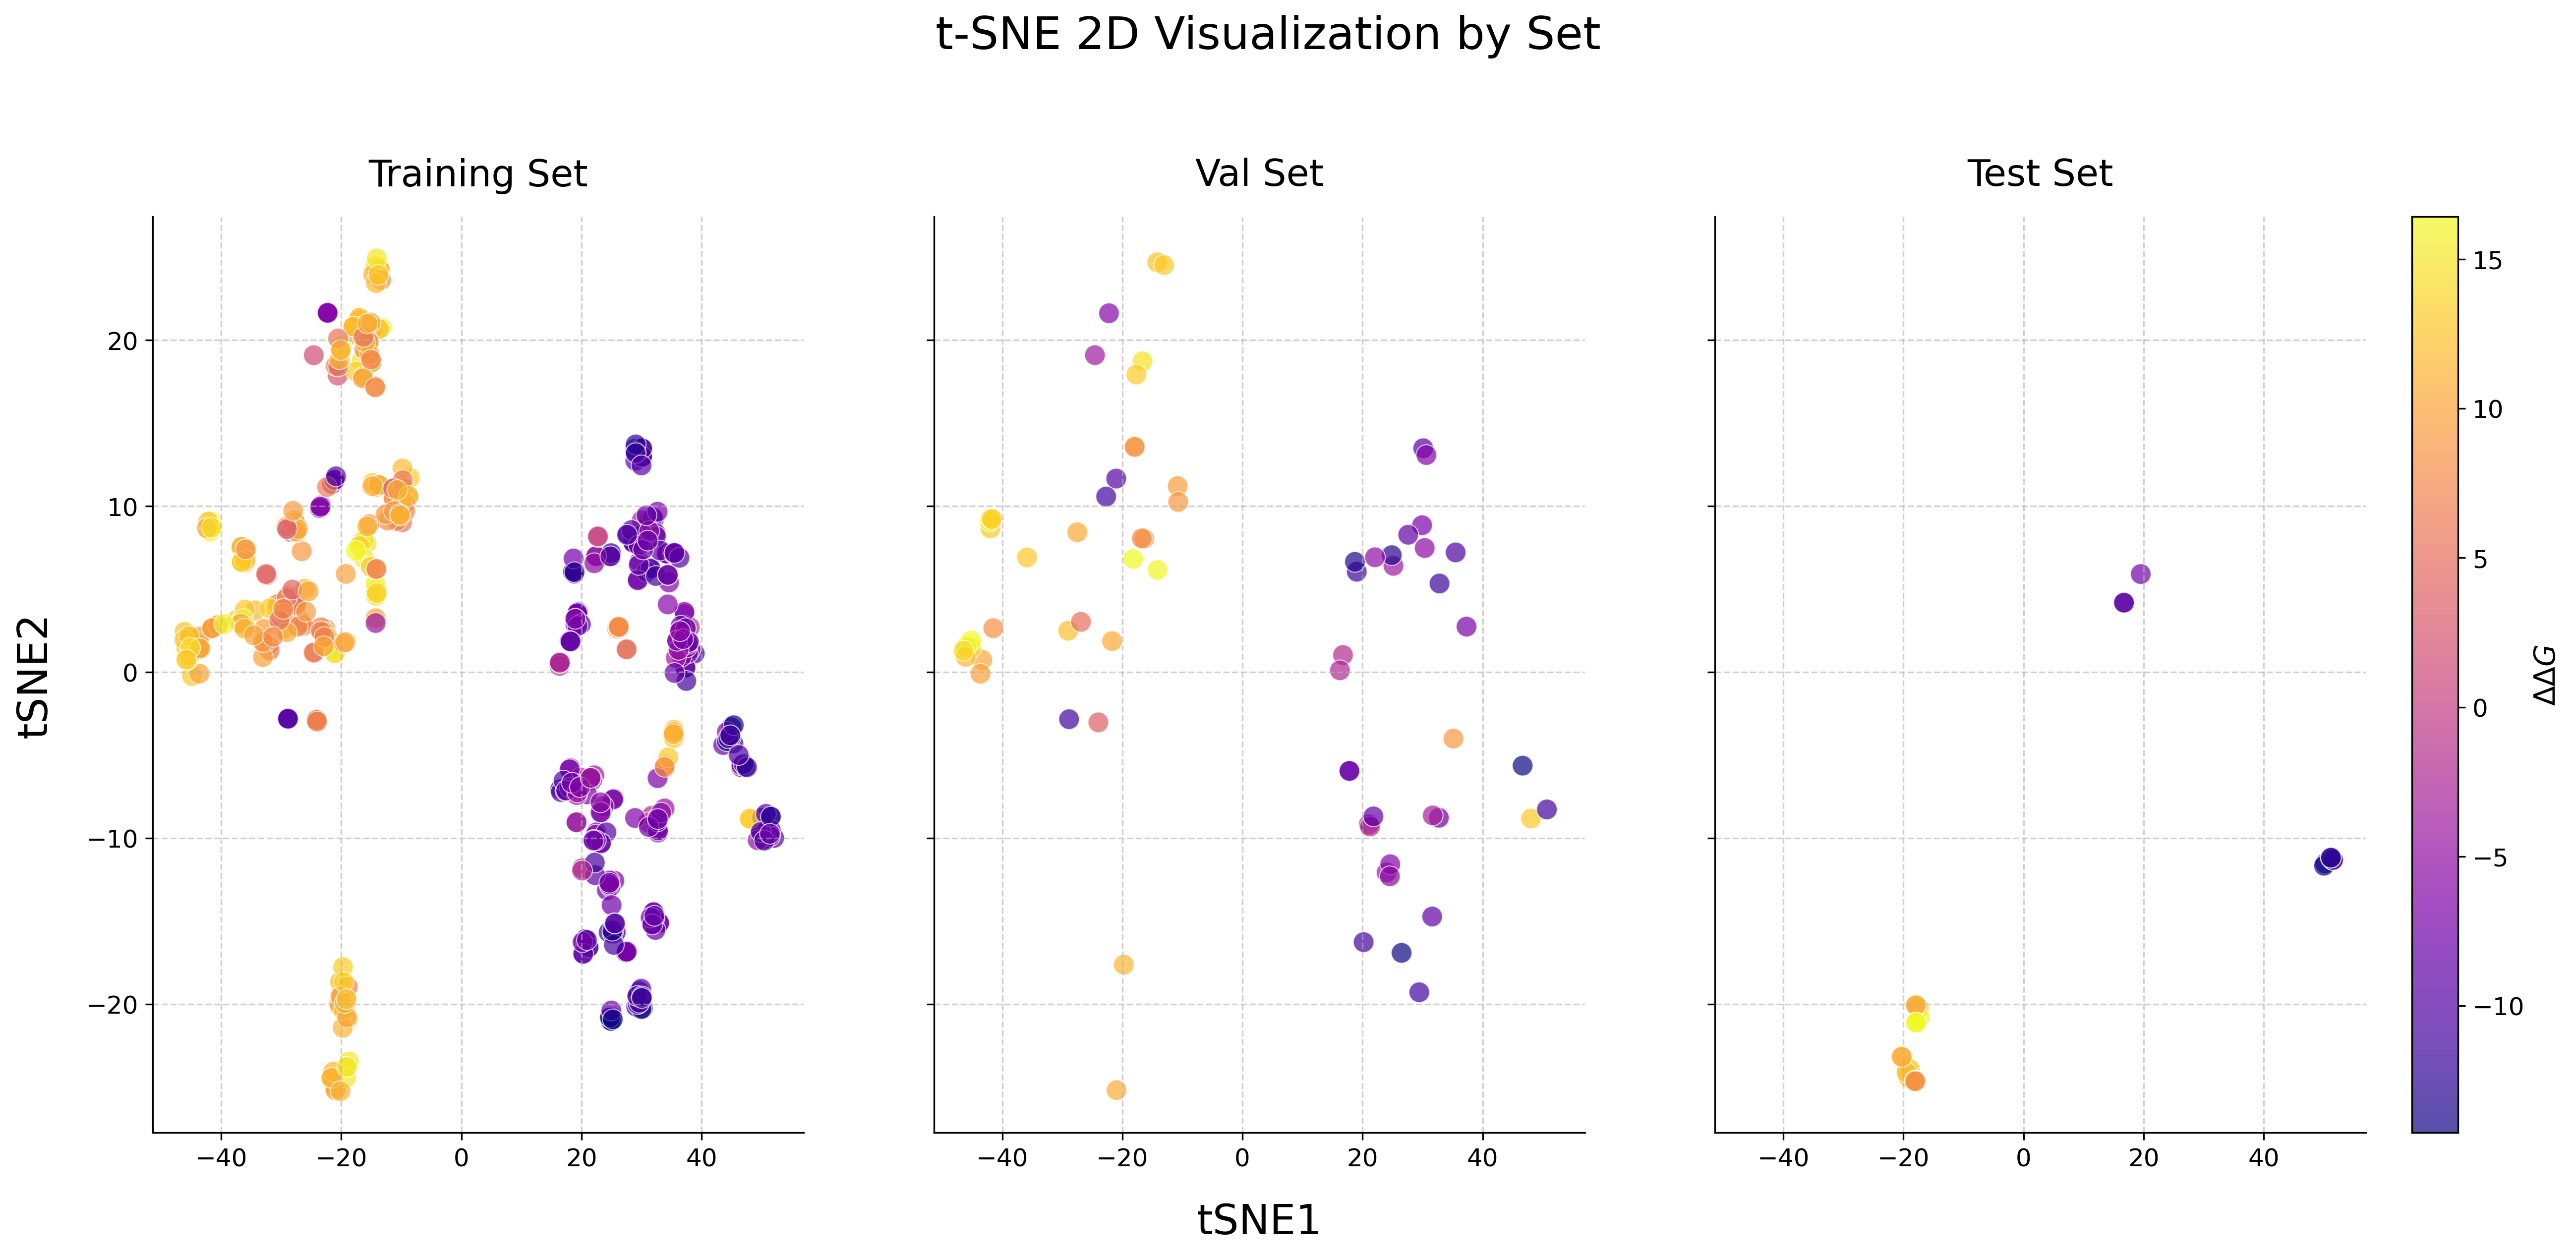 t-SNE 2D Visualization by Set
Training Set
Val Set
Test Set
tSNE2
20
10
0
−10
−20
−40 −20 0 20 40
−40 −20 0 20 40
−40 −20 0 20 40
tSNE1
15
10
5
0
−5
−10
ΔΔG